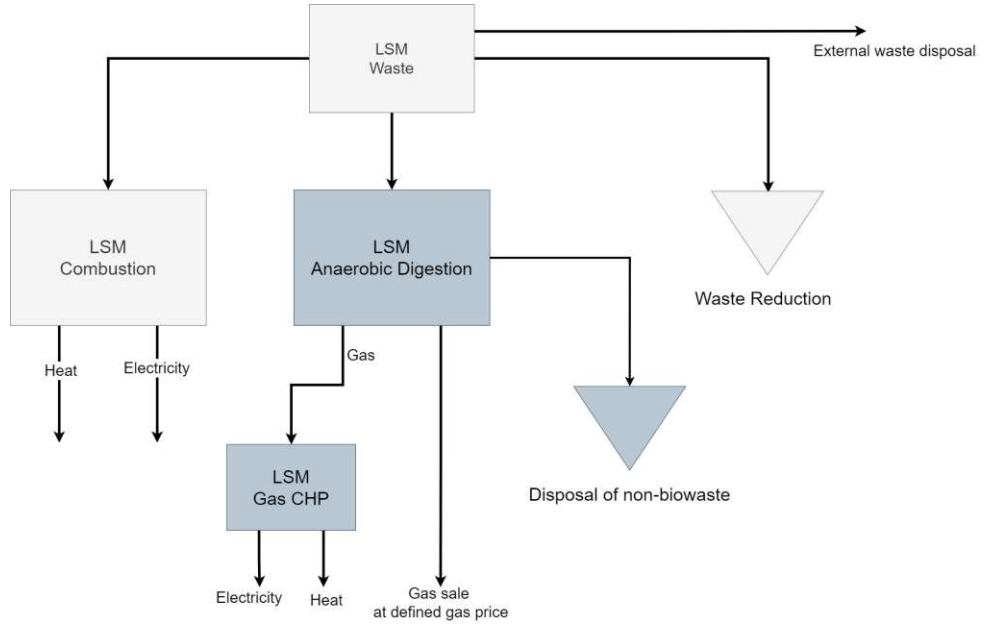 LSM
Waste
External waste disposal
LSM
Combustion
LSM
Anaerobic Digestion
Waste Reduction
Heat
Electricity
Gas
LSM
Gas CHP
Disposal of non-biowaste
Electricity
Heat
Gas sale
at defined gas price